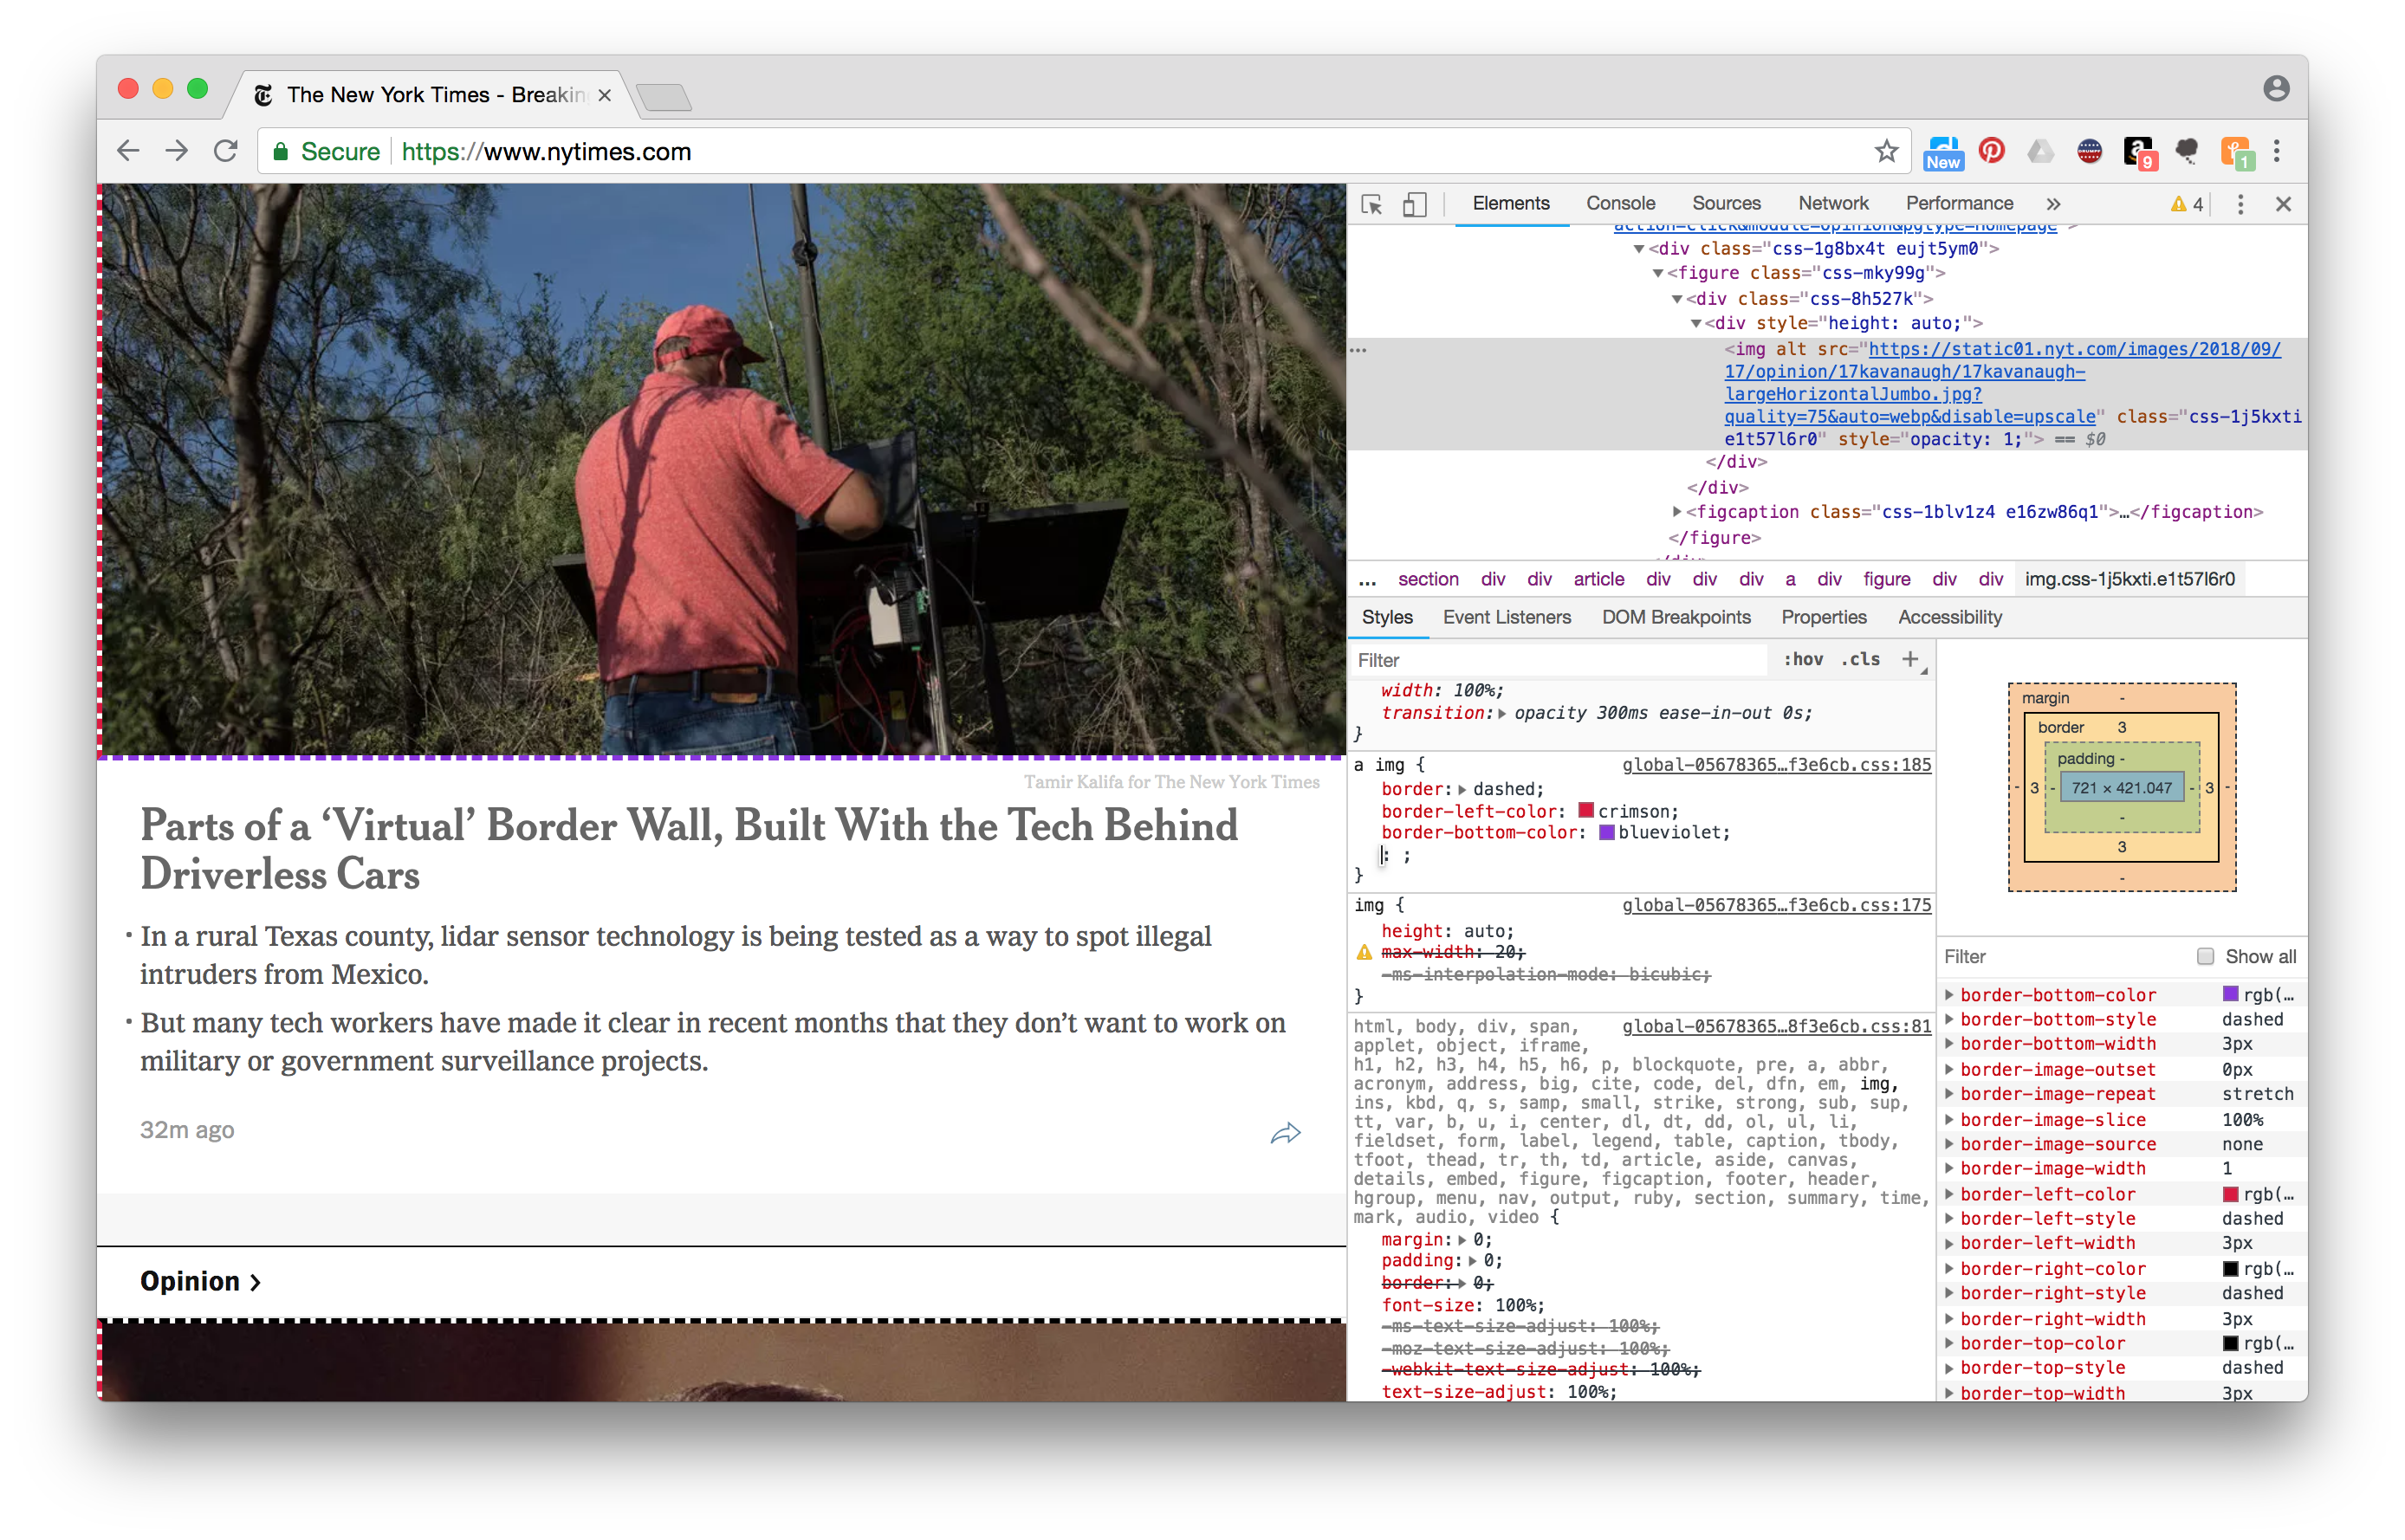 The New York Times - Breakin
Secure https://www.nytimes.com
New
9
1
Tamir Kalifa for The New York Times
Parts of a ‘Virtual’ Border Wall, Built With the Tech Behind
Driverless Cars
• In a rural Texas county, lidar sensor technology is being tested as a way to spot illegal
intruders from Mexico.
• But many tech workers have made it clear in recent months that they don’t want to work on
military or government surveillance projects.
32m ago
Opinion >
Elements Console Sources Network Performance » 4
action=click&module=Opinion&pgtype=Homepage">
▼<div class="css-1g8bx4t eujt5ym0">
▼<figure class="css-mky99g">
▼<div class="css-8h527k">
▼<div style="height: auto;">
… <img alt src="https://static01.nyt.com/images/2018/09/
17/opinion/17kavanaugh/17kavanaugh-
largeHorizontalJumbo.jpg?
quality=75&auto=webp&disable=upscale" class="css-1j5kxti
e1t57l6r0" style="opacity: 1;"> == $0
</div>
</div>
▶<figcaption class="css-1blv1z4 e16zw86q1">…</figcaption>
</figure>
... section div div article div div div a div figure div div img.css-1j5kxti.e1t57l6r0
Styles Event Listeners DOM Breakpoints Properties Accessibility
Filter :hov .cls +
width: 100%;
transition:▶ opacity 300ms ease-in-out 0s;
}
a img { global-05678365…f3e6cb.css:185
border:▶ dashed;
border-left-color: crimson;
border-bottom-color: blueviolet;
: ;
}
img { global-05678365…f3e6cb.css:175
height: auto;
max-width: 20;
-ms-interpolation-mode: bicubic;
}
html, body, div, span, global-05678365…8f3e6cb.css:81
applet, object, iframe,
h1, h2, h3, h4, h5, h6, p, blockquote, pre, a, abbr,
acronym, address, big, cite, code, del, dfn, em, img,
ins, kbd, q, s, samp, small, strike, strong, sub, sup,
tt, var, b, u, i, center, dl, dt, dd, ol, ul, li,
fieldset, form, label, legend, table, caption, tbody,
tfoot, thead, tr, th, td, article, aside, canvas,
details, embed, figure, figcaption, footer, header,
hgroup, menu, nav, output, ruby, section, summary, time,
mark, audio, video {
margin:▶ 0;
padding:▶ 0;
border:▶ 0;
font-size: 100%;
-ms-text-size-adjust: 100%;
-moz-text-size-adjust: 100%;
-webkit-text-size-adjust: 100%;
text-size-adjust: 100%;
margin -
border 3
padding -
- 3 - 721 × 421.047 - 3 -
-
3
-
Filter Show all
border-bottom-color rgb(…
border-bottom-style dashed
border-bottom-width 3px
border-image-outset 0px
border-image-repeat stretch
border-image-slice 100%
border-image-source none
border-image-width 1
border-left-color rgb(…
border-left-style dashed
border-left-width 3px
border-right-color rgb(…
border-right-style dashed
border-right-width 3px
border-top-color rgb(…
border-top-style dashed
border-top-width 3px